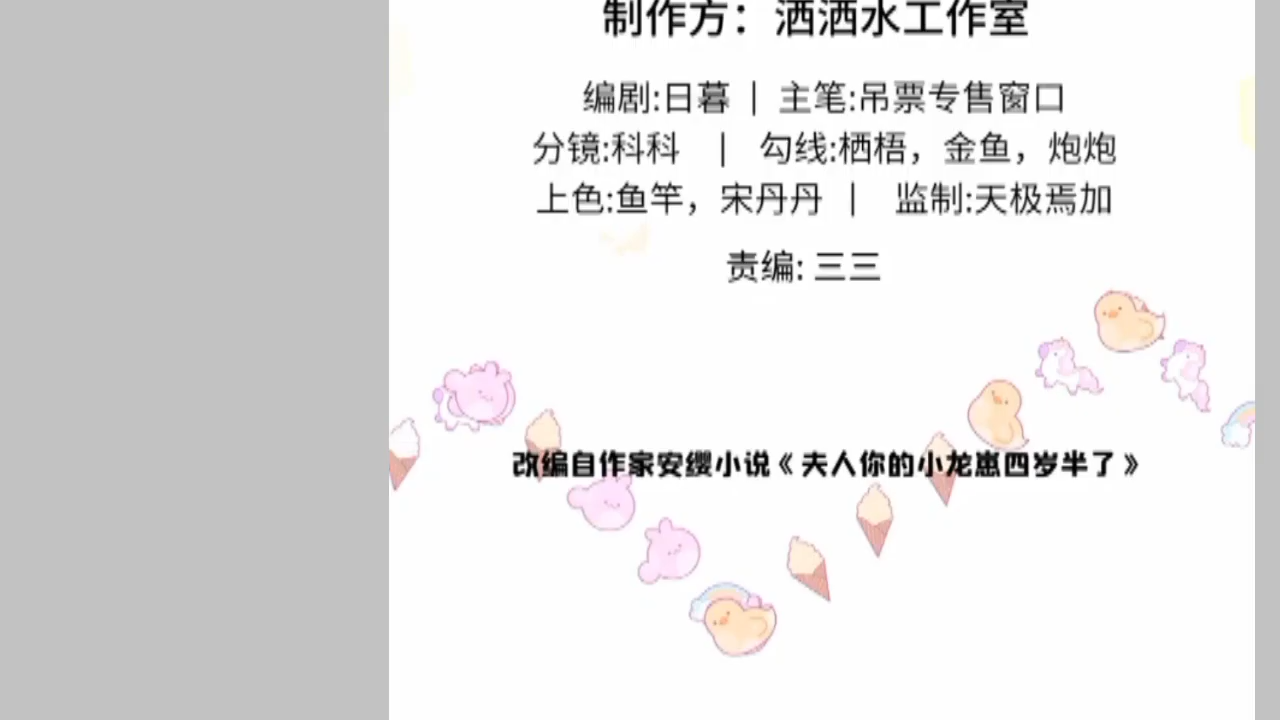 制作方：洒洒水工作室
编剧:日暮 | 主笔:吊票专售窗口
分镜:科科 | 勾线:栖梧，金鱼，炮炮
上色:鱼竿，宋丹丹 | 监制:天极焉加
责编: 三三
改编自作家安缨小说《夫人你的小龙崽四岁半了》